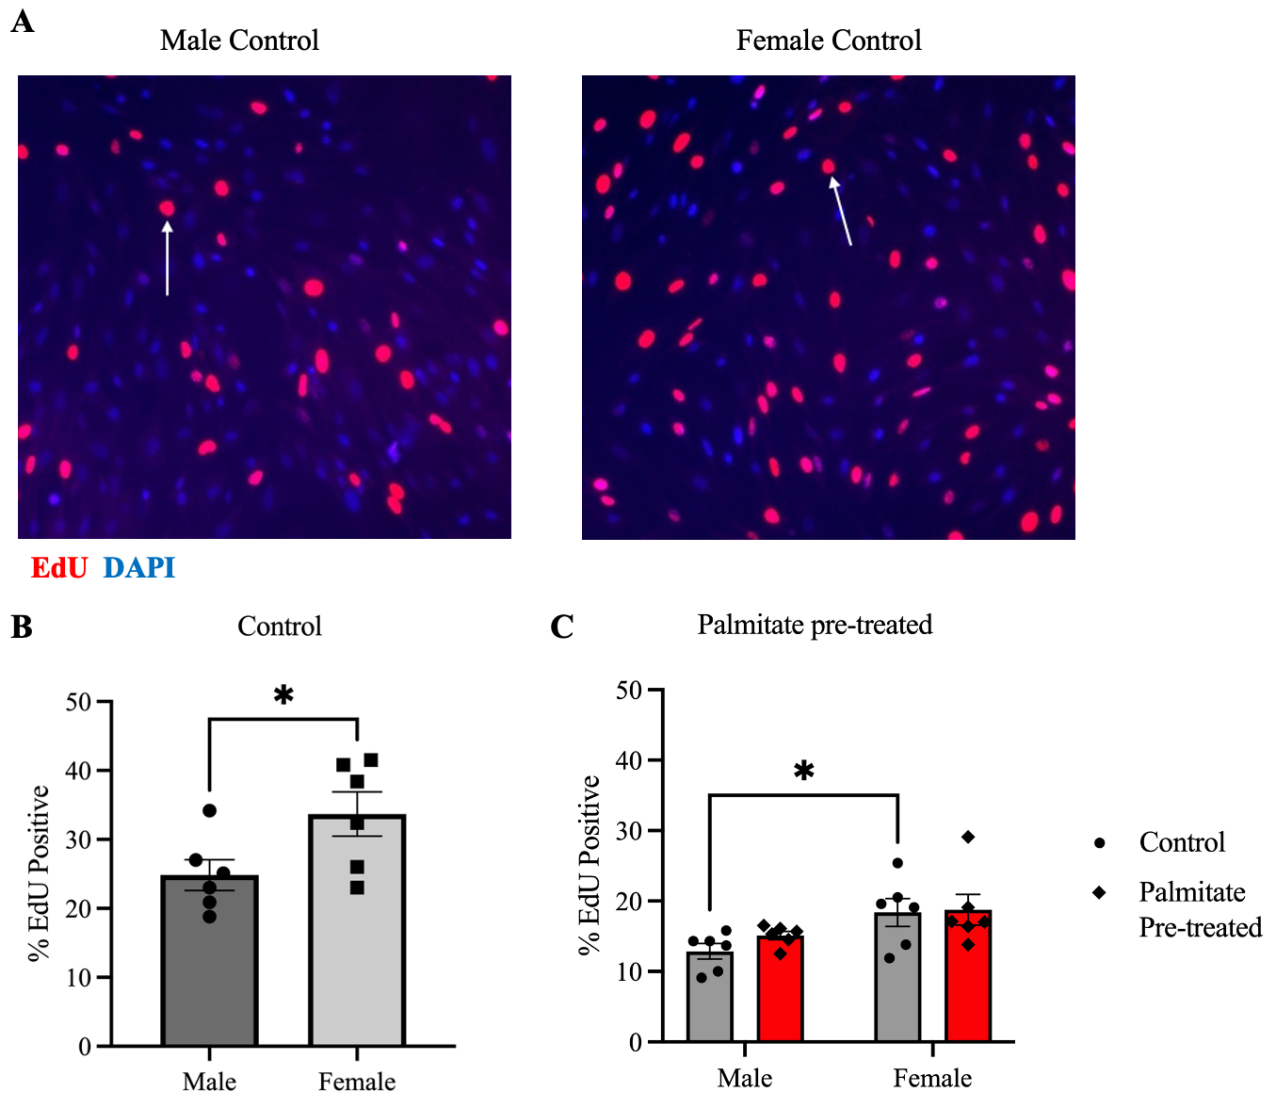 A
Male Control
Female Control
EdU DAPI
B
Control
*
% EdU Positive
50
40
30
20
10
0
Male
Female
C
Palmitate pre-treated
*
% EdU Positive
50
40
30
20
10
0
Male
Female
Control
Palmitate
Pre-treated